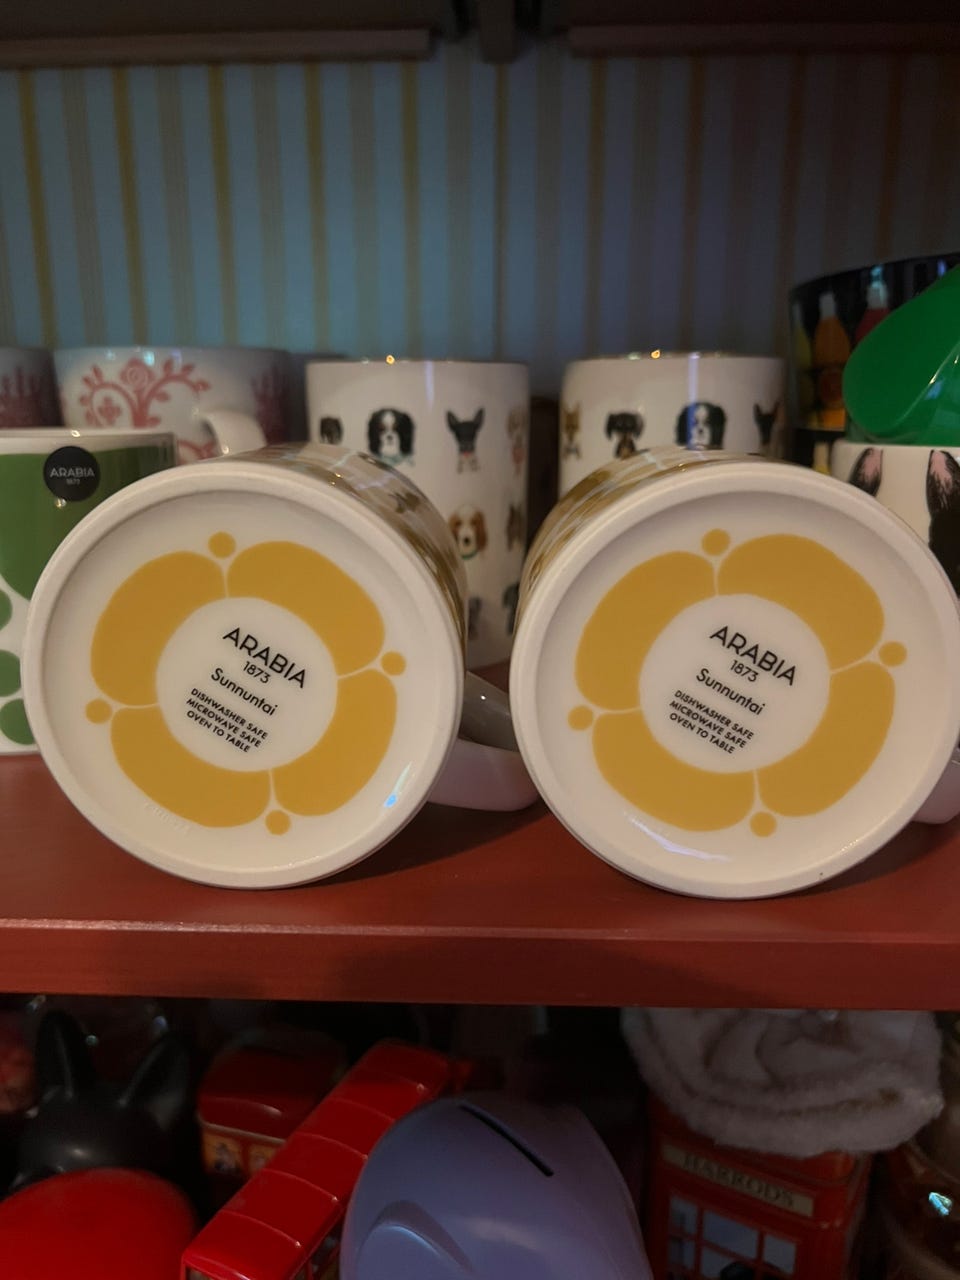 ARABIA
1873
ARABIA
1873
Sunnuntai
DISHWASHER SAFE
MICROWAVE SAFE
OVEN TO TABLE
ARABIA
1873
Sunnuntai
DISHWASHER SAFE
MICROWAVE SAFE
OVEN TO TABLE
HARRODS